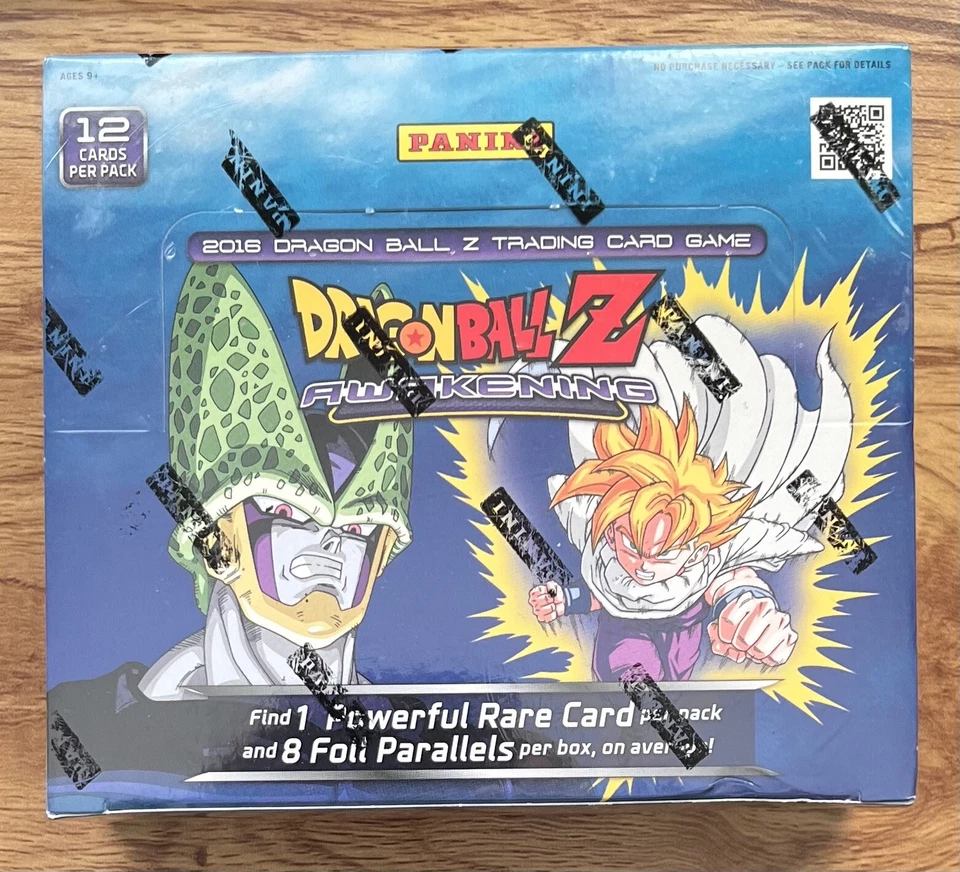 AGES 9+
NO PURCHASE NECESSARY – SEE PACK FOR DETAILS
12
CARDS
PER PACK
PANINI
2016 DRAGON BALL Z TRADING CARD GAME
DRAGON BALL Z
AWAKENING
Find 1 Powerful Rare Card per pack
and 8 Foil Parallels per box, on average!